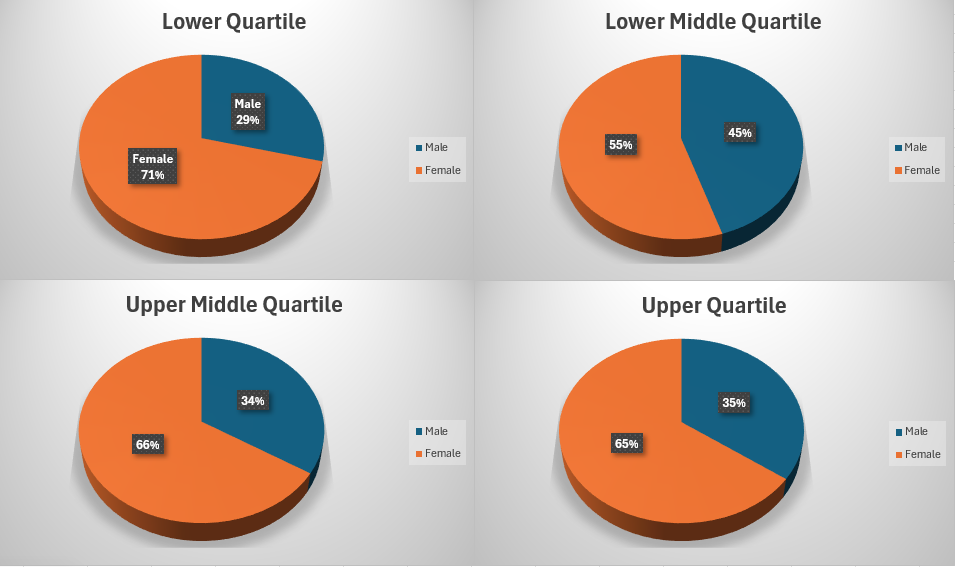 Lower Quartile
Male
29%
Female
71%
Male
Female
Lower Middle Quartile
45%
55%
Male
Female
Upper Middle Quartile
34%
66%
Male
Female
Upper Quartile
35%
65%
Male
Female